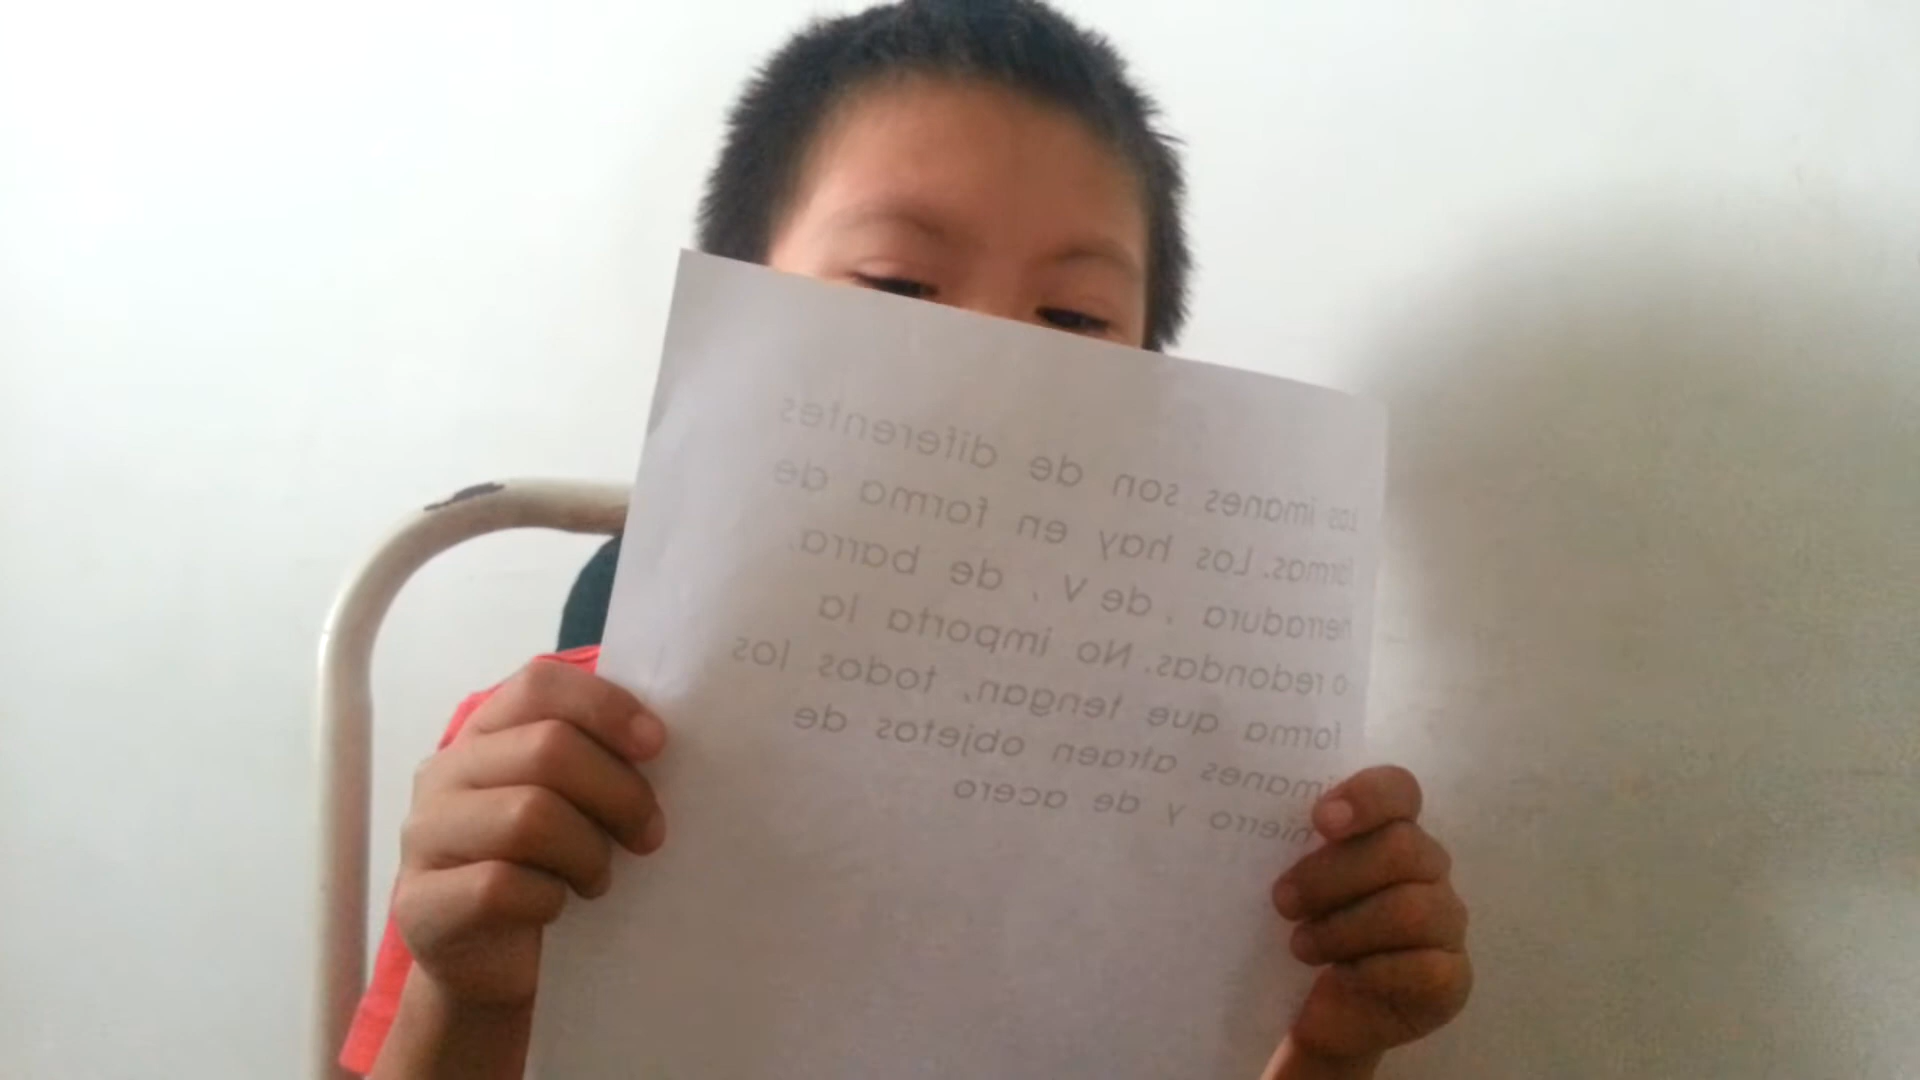 Los imanes son de diferentes
formas. Los hay en forma de
herradura , de V , de barra,
o redondas. No importa la
forma que tengan, todos los
imanes atraen objetos de
hierro y de acero